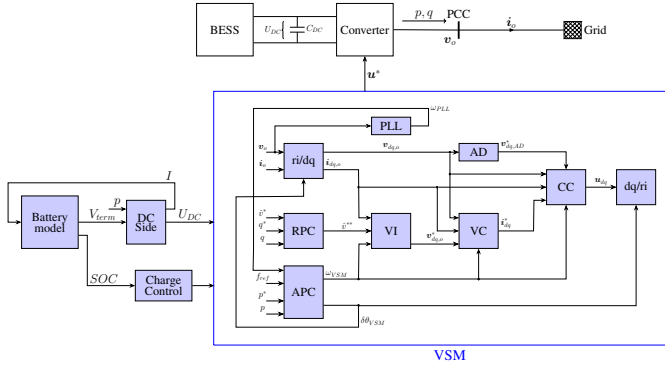 p, q
PCC
BESS
U_DC
C_DC
Converter
v_o
i_o
Grid
u*
ω_PLL
PLL
v_o
i_o
ri/dq
v_dq,o
i_dq,o
AD
v*_dq,AD
I
p
Battery model
V_term
DC Side
U_DC
CC
u_dq
dq/ri
v̂*
q*
q
RPC
v̂**
VI
v*_dq,o
VC
i*_dq
SOC
Charge Control
f_ref
p*
p
APC
ω_VSM
δθ_VSM
VSM